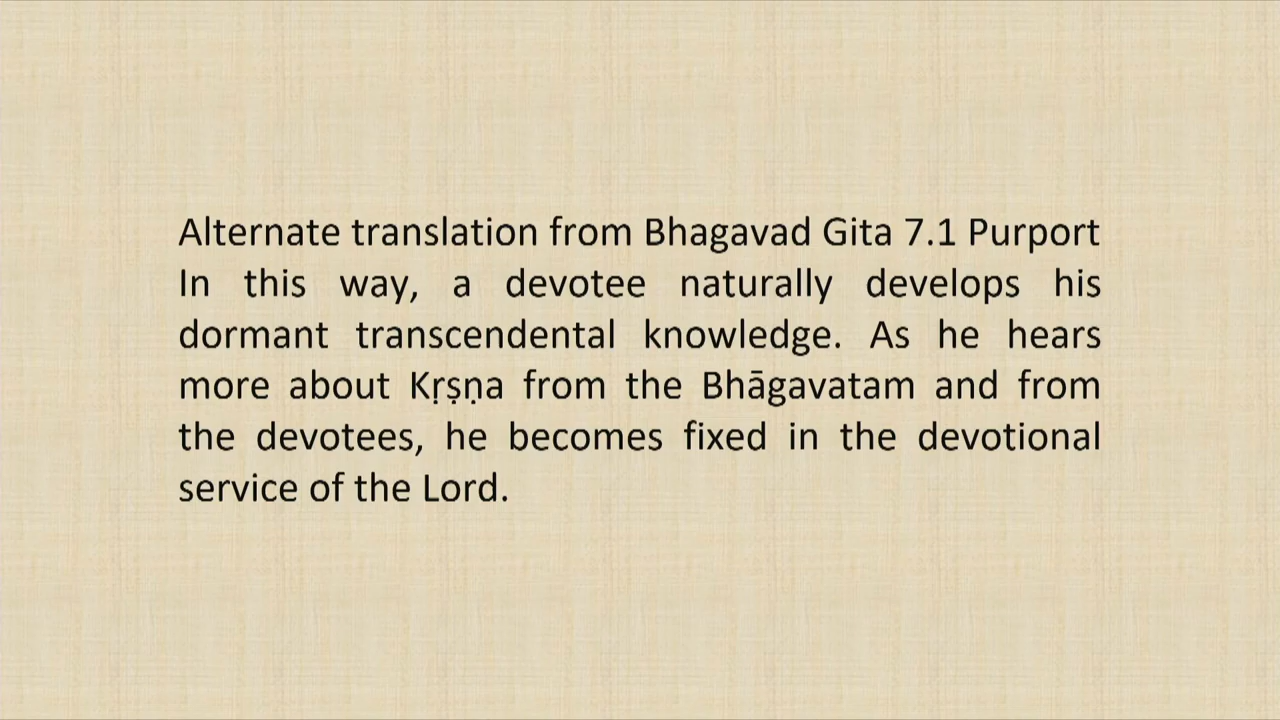 Alternate translation from Bhagavad Gita 7.1 Purport
In this way, a devotee naturally develops his
dormant transcendental knowledge. As he hears
more about Kṛṣṇa from the Bhāgavatam and from
the devotees, he becomes fixed in the devotional
service of the Lord.